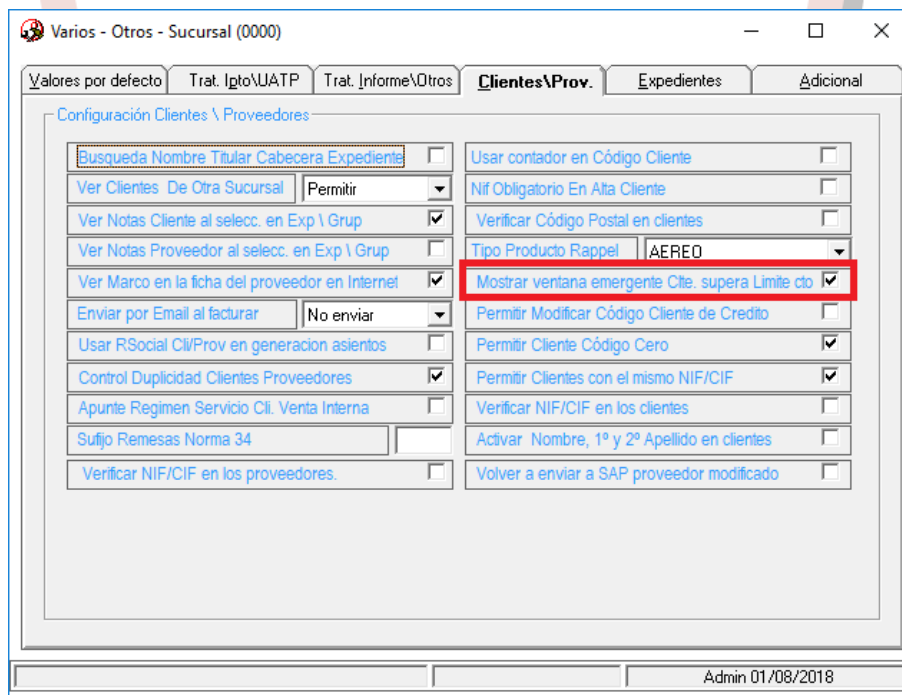 Varios - Otros - Sucursal (0000)
Valores por defecto Trat. Ipto\UATP Trat. Informe\Otros Clientes\Prov. Expedientes Adicional
Configuración Clientes \ Proveedores
Busqueda Nombre Titular Cabecera Expediente
Ver Clientes De Otra Sucursal Permitir
Ver Notas Cliente al selecc. en Exp \ Grup
Ver Notas Proveedor al selecc. en Exp \ Grup
Ver Marco en la ficha del proveedor en Internet
Enviar por Email al facturar No enviar
Usar RSocial Cli/Prov en generacion asientos
Control Duplicidad Clientes Proveedores
Apunte Regimen Servicio Cli. Venta Interna
Sufijo Remesas Norma 34
Verificar NIF/CIF en los proveedores.
Usar contador en Código Cliente
Nif Obligatorio En Alta Cliente
Verificar Código Postal en clientes
Tipo Producto Rappel AEREO
Mostrar ventana emergente Clte. supera Limite cto
Permitir Modificar Código Cliente de Credito
Permitir Cliente Código Cero
Permitir Clientes con el mismo NIF/CIF
Verificar NIF/CIF en los clientes
Activar Nombre, 1º y 2º Apellido en clientes
Volver a enviar a SAP proveedor modificado
Admin 01/08/2018